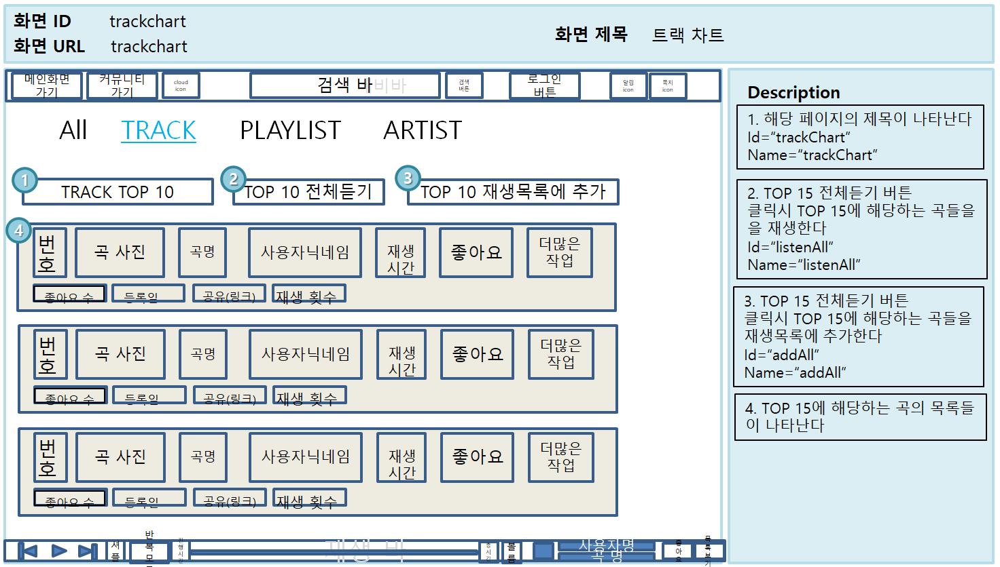 화면 ID trackchart
화면 URL trackchart
화면 제목 트랙 차트
메인화면
가기
커뮤니티
가기
cloud
icon
검색 바비바
검색
버튼
로그인
버튼
알림
icon
쪽지
icon
All TRACK PLAYLIST ARTIST
1 TRACK TOP 10
2 TOP 10 전체듣기
3 TOP 10 재생목록에 추가
4
번
호
곡 사진
곡명
사용자닉네임
재생
시간
좋아요
더많은
작업
좋아요 수
등록일
공유(링크)
재생 횟수
번
호
곡 사진
곡명
사용자닉네임
재생
시간
좋아요
더많은
작업
좋아요 수
등록일
공유(링크)
재생 횟수
번
호
곡 사진
곡명
사용자닉네임
재생
시간
좋아요
더많은
작업
좋아요 수
등록일
공유(링크)
재생 횟수
셔
플
반
복
모
진
행
시
간
재생 바
총
시
간
볼
륨
사용자명
곡 명
좋
아
요
목
록
보
기
Description
1. 해당 페이지의 제목이 나타난다
Id=“trackChart”
Name=“trackChart”
2. TOP 15 전체듣기 버튼
클릭시 TOP 15에 해당하는 곡들을
을 재생한다
Id=“listenAll”
Name=“listenAll”
3. TOP 15 전체듣기 버튼
클릭시 TOP 15에 해당하는 곡들을
재생목록에 추가한다
Id=“addAll”
Name=“addAll”
4. TOP 15에 해당하는 곡의 목록들
이 나타난다